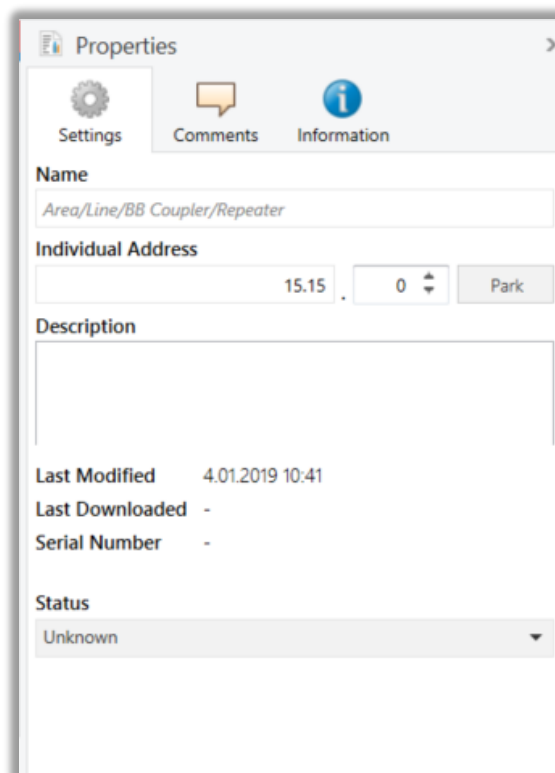 Properties
Settings Comments Information
Name
Area/Line/BB Coupler/Repeater
Individual Address
15.15 . 0 Park
Description
Last Modified 4.01.2019 10:41
Last Downloaded -
Serial Number -
Status
Unknown